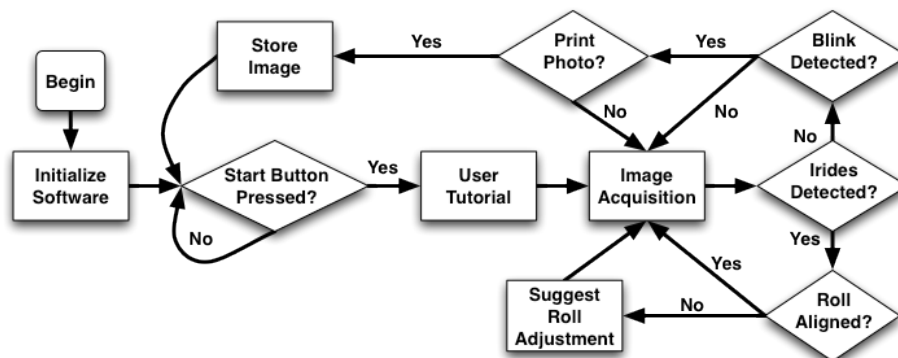 Store
Image
Yes
Print
Photo?
Yes
Blink
Detected?
Begin
No
No
No
Initialize
Software
Start Button
Pressed?
Yes
User
Tutorial
Image
Acquisition
Irides
Detected?
No
Yes
Yes
Suggest
Roll
Adjustment
No
Roll
Aligned?